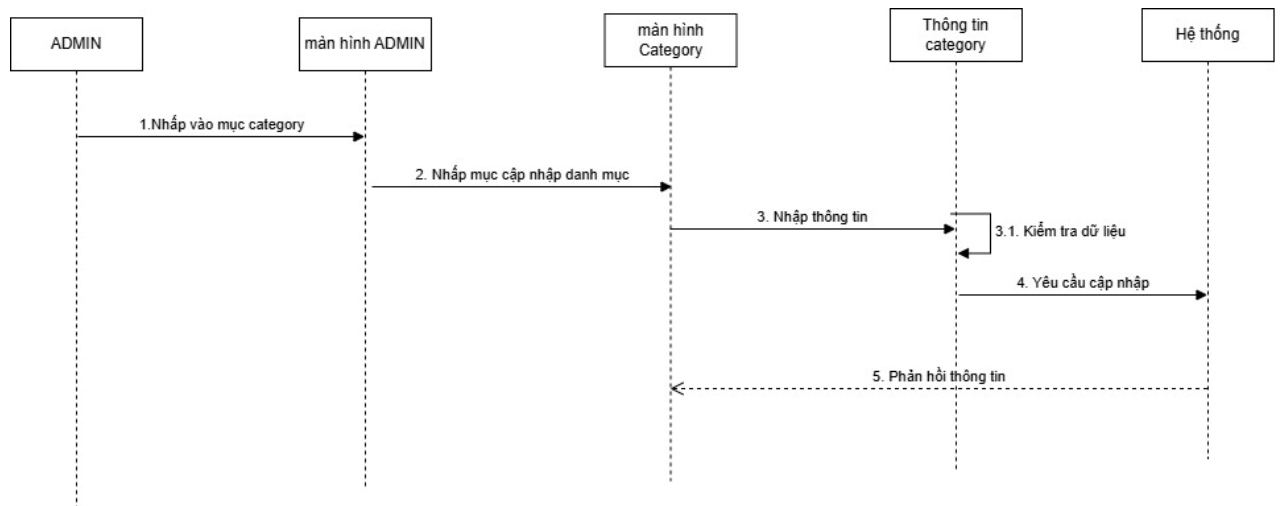 ADMIN
màn hình ADMIN
màn hình
Category
Thông tin
category
Hệ thống
1.Nhấp vào mục category
2. Nhấp mục cập nhập danh mục
3. Nhập thông tin
3.1. Kiểm tra dữ liệu
4. Yêu cầu cập nhập
5. Phản hồi thông tin